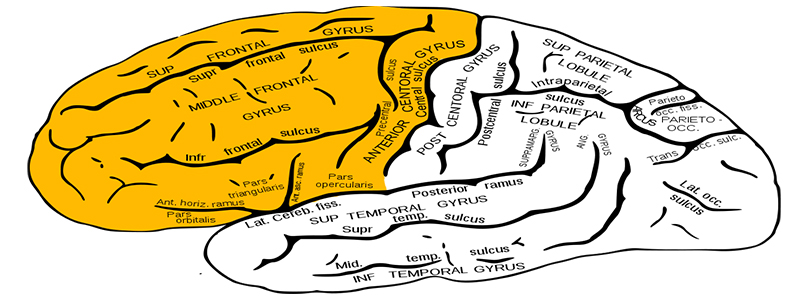 SUP FRONTAL GYRUS
Supr frontal sulcus
MIDDLE FRONTAL
GYRUS
Infr frontal sulcus
Precentral sulcus
ANTERIOR CENTORAL GYRUS
Central sulcus
POST CENTORAL GYRUS
Postcentral sulcus
SUP PARIETAL
LOBULE
Intraparietal
sulcus
INF PARIETAL
LOBULE
SUPRAMARG GYRUS
ANG GYRUS
ARCUS
Parieto
occ. fiss.
PARIETO -
OCC.
Trans occ. sulc.
Lat. occ.
sulcus
Pars
triangularis
Pars
opercularis
Ant. asc. ramus
Ant. horiz. ramus
Pars
orbitalis
Lat. Cereb. fiss. Posterior ramus
SUP TEMPORAL GYRUS
Supr temp. sulcus
Mid. temp. sulcus
INF TEMPORAL GYRUS